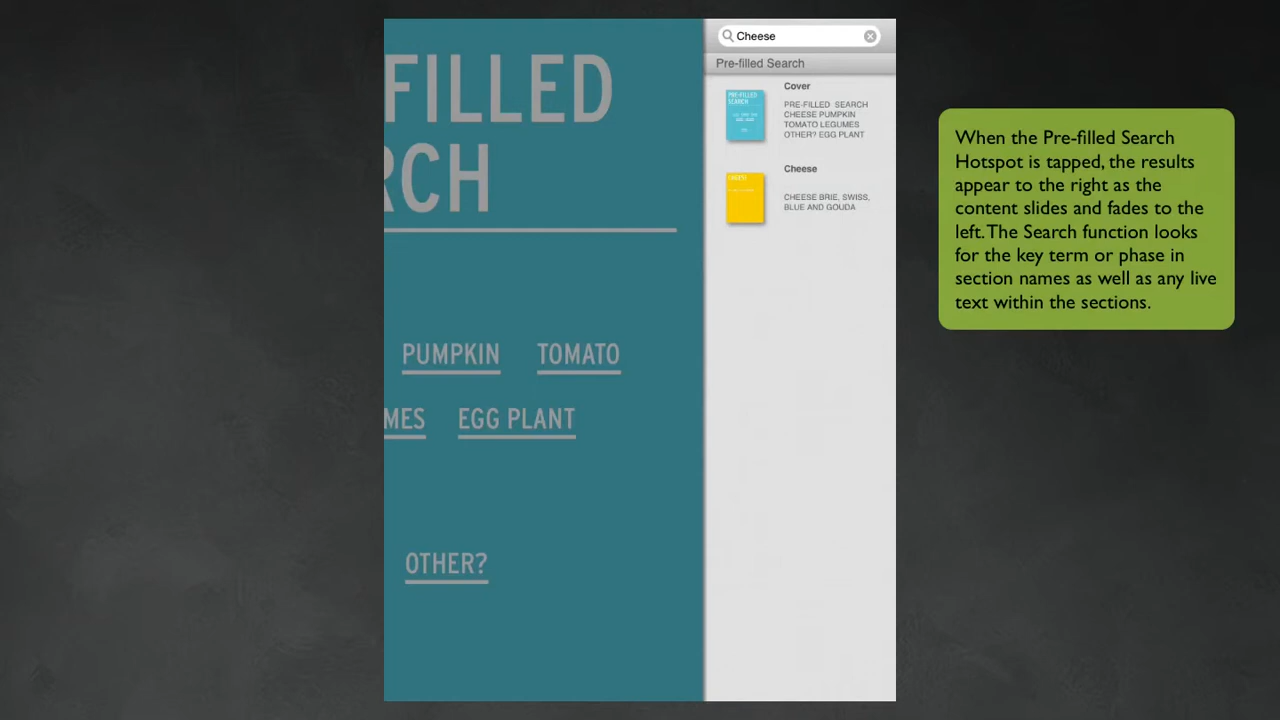 FILLED
RCH
PUMPKIN TOMATO
MES EGG PLANT
OTHER?
Cheese
Pre-filled Search
Cover
PRE-FILLED SEARCH
CHEESE PUMPKIN
TOMATO LEGUMES
OTHER? EGG PLANT
PRE-FILLED
SEARCH
Cheese
CHEESE BRIE, SWISS,
BLUE AND GOUDA
When the Pre-filled Search
Hotspot is tapped, the results
appear to the right as the
content slides and fades to the
left. The Search function looks
for the key term or phase in
section names as well as any live
text within the sections.